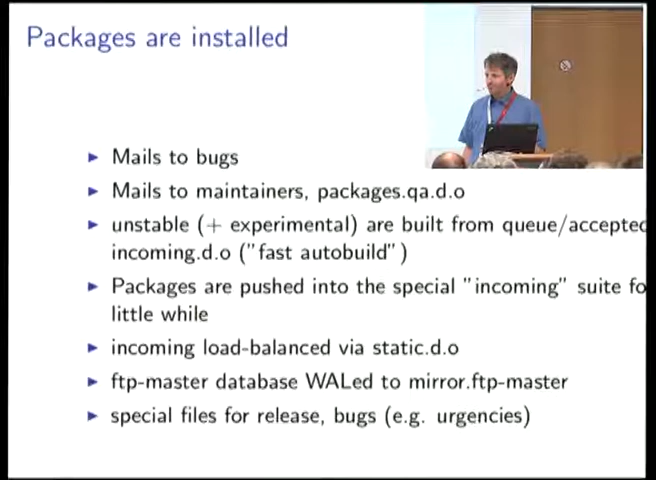 Packages are installed
Mails to bugs
Mails to maintainers, packages.qa.d.o
unstable (+ experimental) are built from queue/accepted
incoming.d.o ("fast autobuild")
Packages are pushed into the special "incoming" suite fo
little while
incoming load-balanced via static.d.o
ftp-master database WALed to mirror.ftp-master
special files for release, bugs (e.g. urgencies)